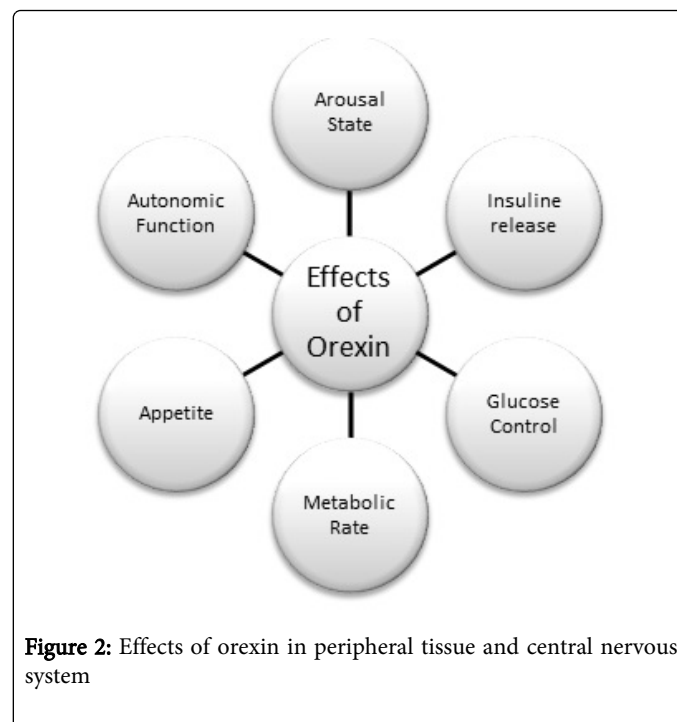 Arousal
State
Autonomic
Function
Insuline
release
Effects
of
Orexin
Appetite
Glucose
Control
Metabolic
Rate
Figure 2: Effects of orexin in peripheral tissue and central nervous
system